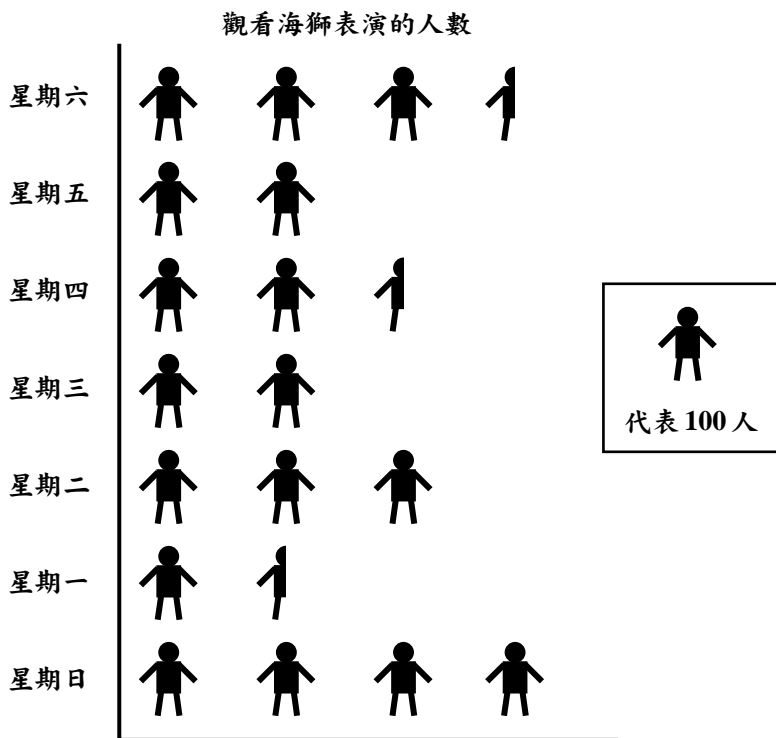 觀看海獅表演的人數
星期六
星期五
星期四
星期三
星期二
星期一
星期日
代表 100 人